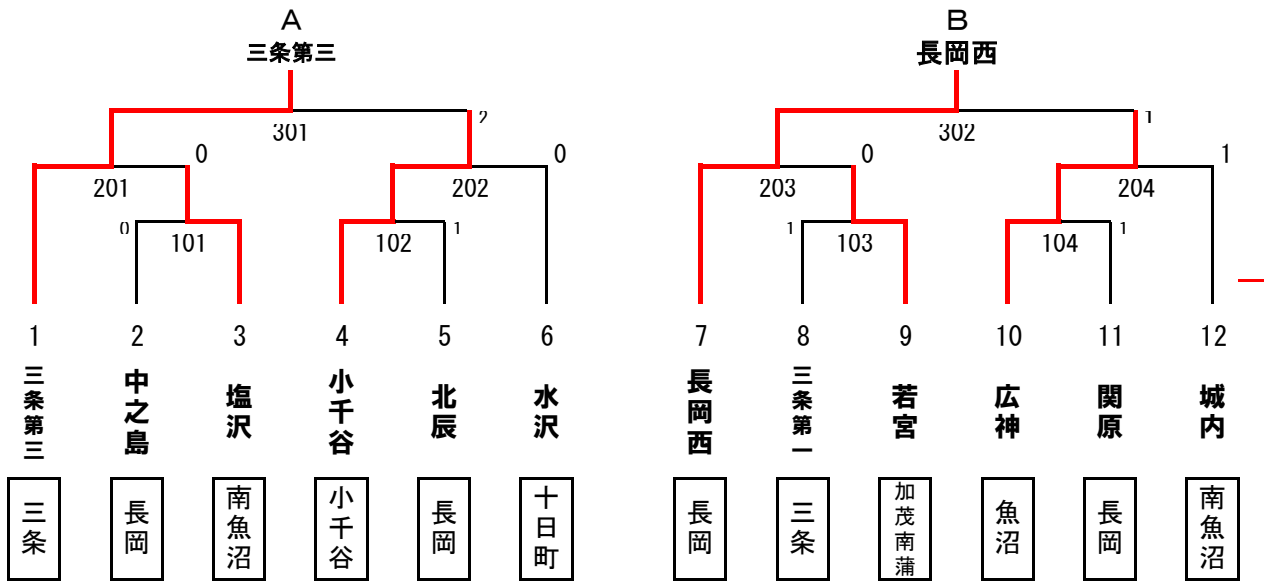 A
B
三条第三
長岡西
2
1
301
302
0
0
0
1
201
202
203
204
0
1
1
1
101
102
103
104
1
2
3
4
5
6
7
8
9
10
11
12
三条第三
中之島
塩沢
小千谷
北辰
水沢
長岡西
三条第一
若宮
広神
関原
城内
三条
長岡
南魚沼
小千谷
長岡
十日町
長岡
三条
加茂南蒲
魚沼
長岡
南魚沼